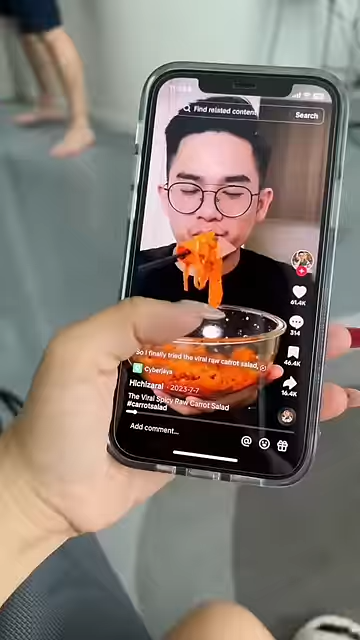 Find related content
Search
61.4K
314
So I finally tried the viral raw carrot salad,
46.4K
Cyberjaya
Hichizarai · 2023-7-7
16.4K
The Viral Spicy Raw Carrot Salad
#carrotsalad
Add comment...